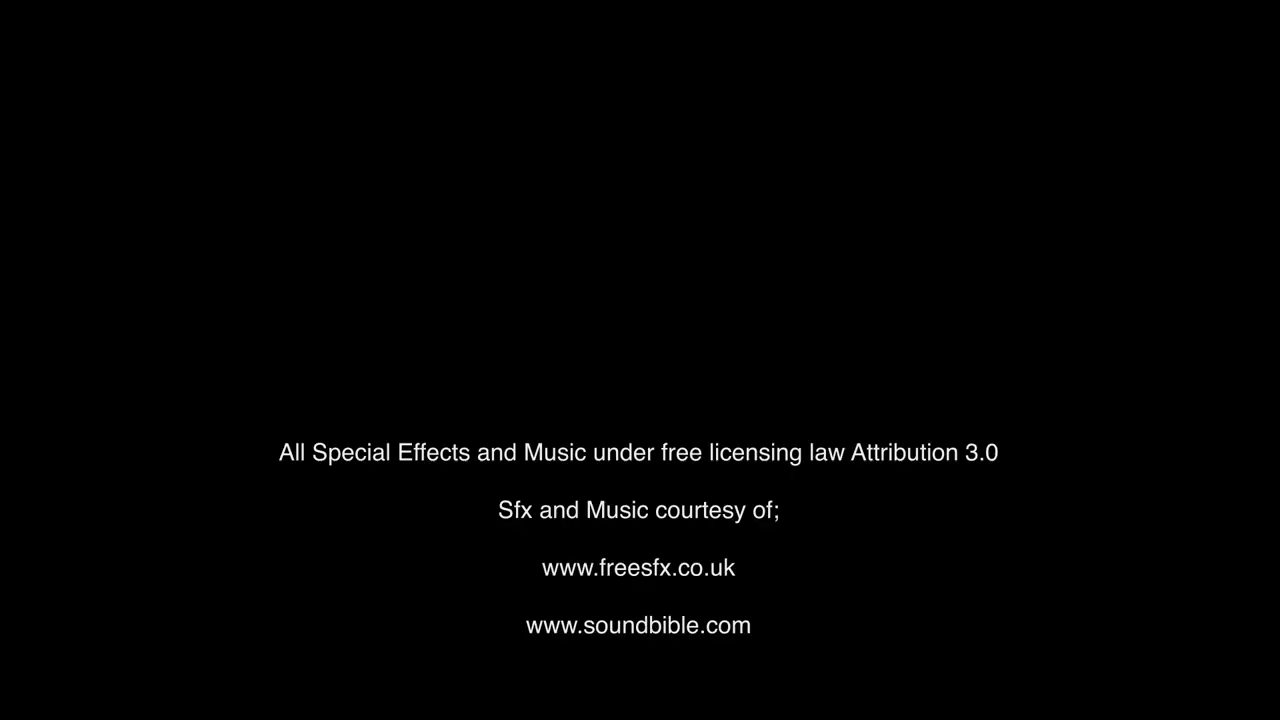 All Special Effects and Music under free licensing law Attribution 3.0
Sfx and Music courtesy of;
www.freesfx.co.uk
www.soundbible.com